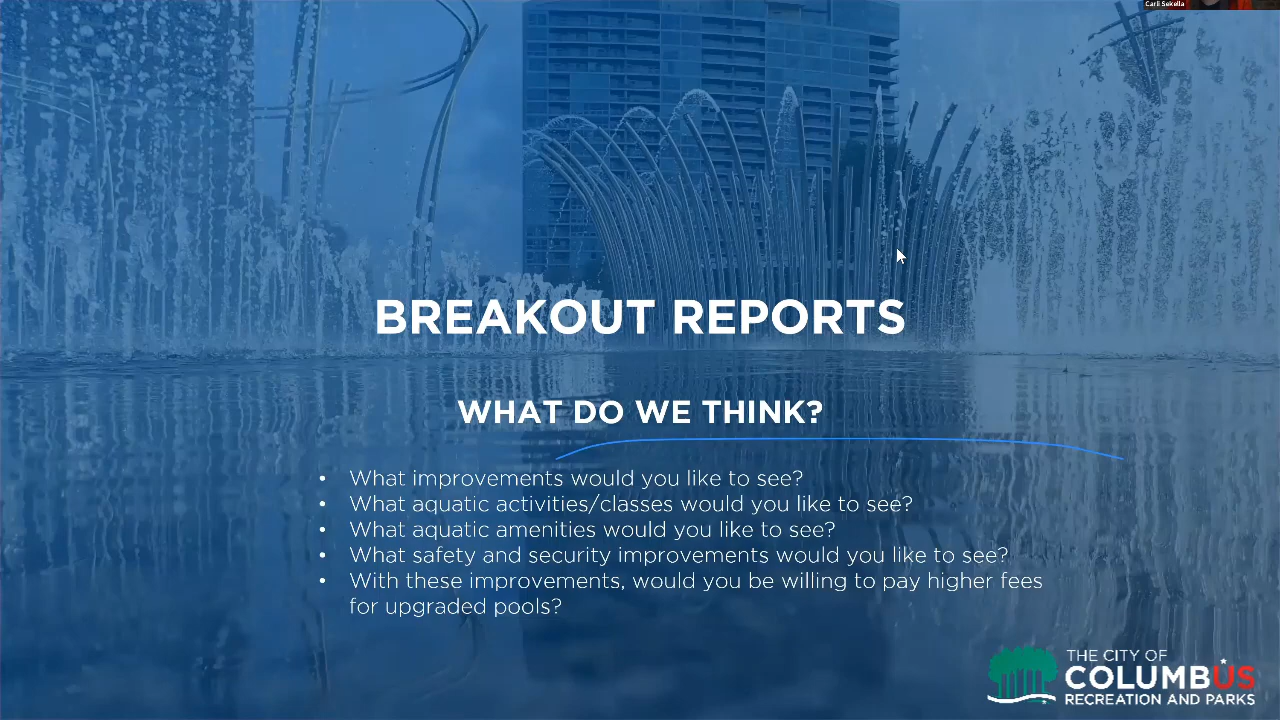 Carli Sekella
BREAKOUT REPORTS
WHAT DO WE THINK?
• What improvements would you like to see?
• What aquatic activities/classes would you like to see?
• What aquatic amenities would you like to see?
• What safety and security improvements would you like to see?
• With these improvements, would you be willing to pay higher fees
for upgraded pools?
THE CITY OF
COLUMBUS
RECREATION AND PARKS